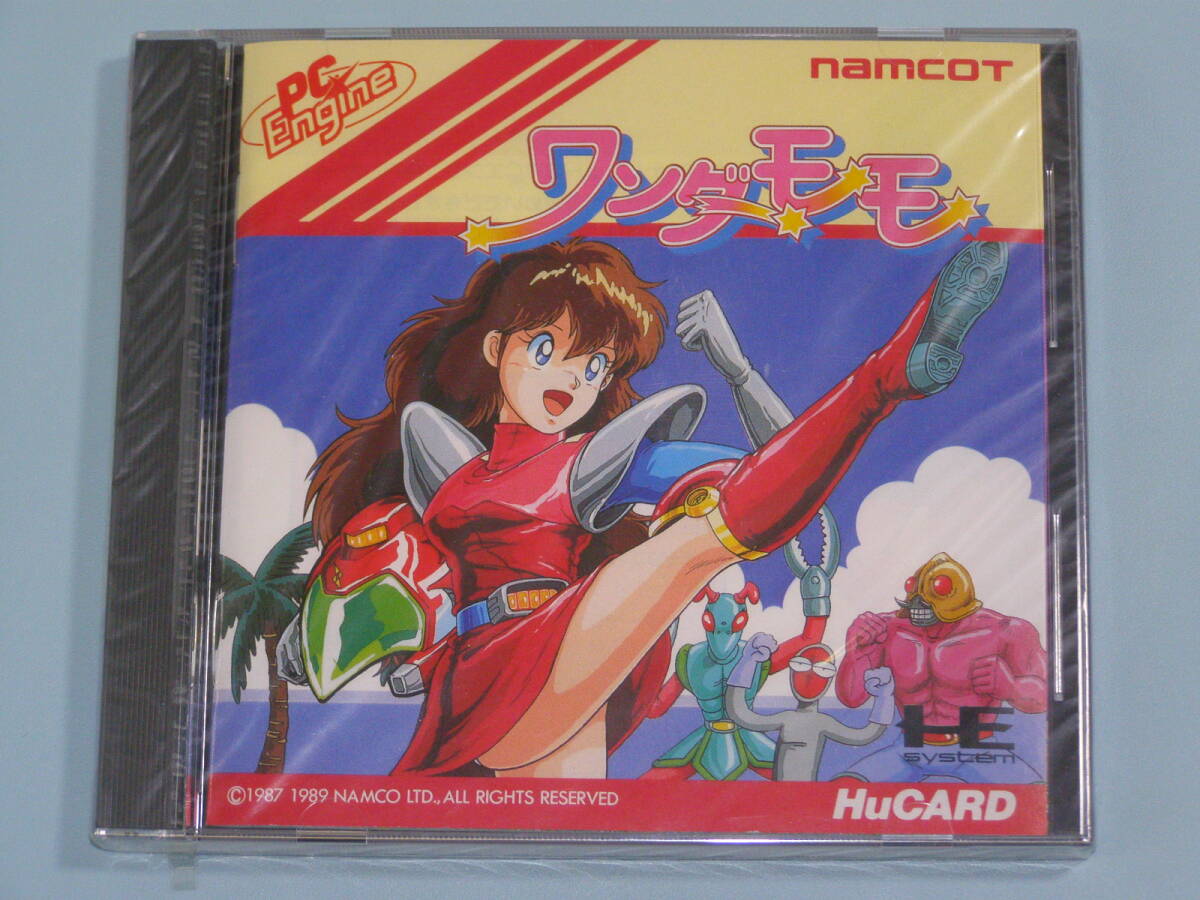 PC Engine
namcot
ワンダーモモ
©1987 1989 NAMCO LTD., ALL RIGHTS RESERVED
HE system
HuCARD